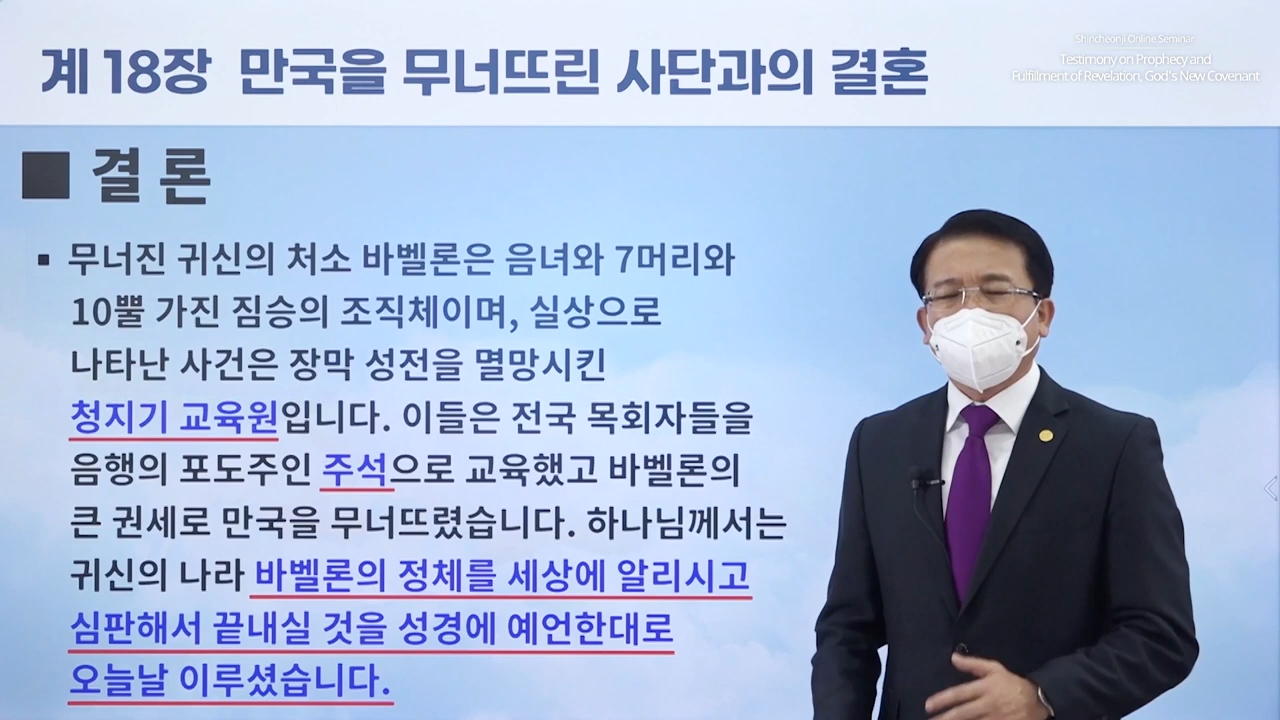 계 18장 만국을 무너뜨린 사단과의 결혼
Shincheonji Online Seminar
Testimony on Prophecy and
Fulfillment of Revelation, God's New Covenant
■ 결 론
▪ 무너진 귀신의 처소 바벨론은 음녀와 7머리와
10뿔 가진 짐승의 조직체이며, 실상으로
나타난 사건은 장막 성전을 멸망시킨
청지기 교육원입니다. 이들은 전국 목회자들을
음행의 포도주인 주석으로 교육했고 바벨론의
큰 권세로 만국을 무너뜨렸습니다. 하나님께서는
귀신의 나라 바벨론의 정체를 세상에 알리시고
심판해서 끝내실 것을 성경에 예언한대로
오늘날 이루셨습니다.